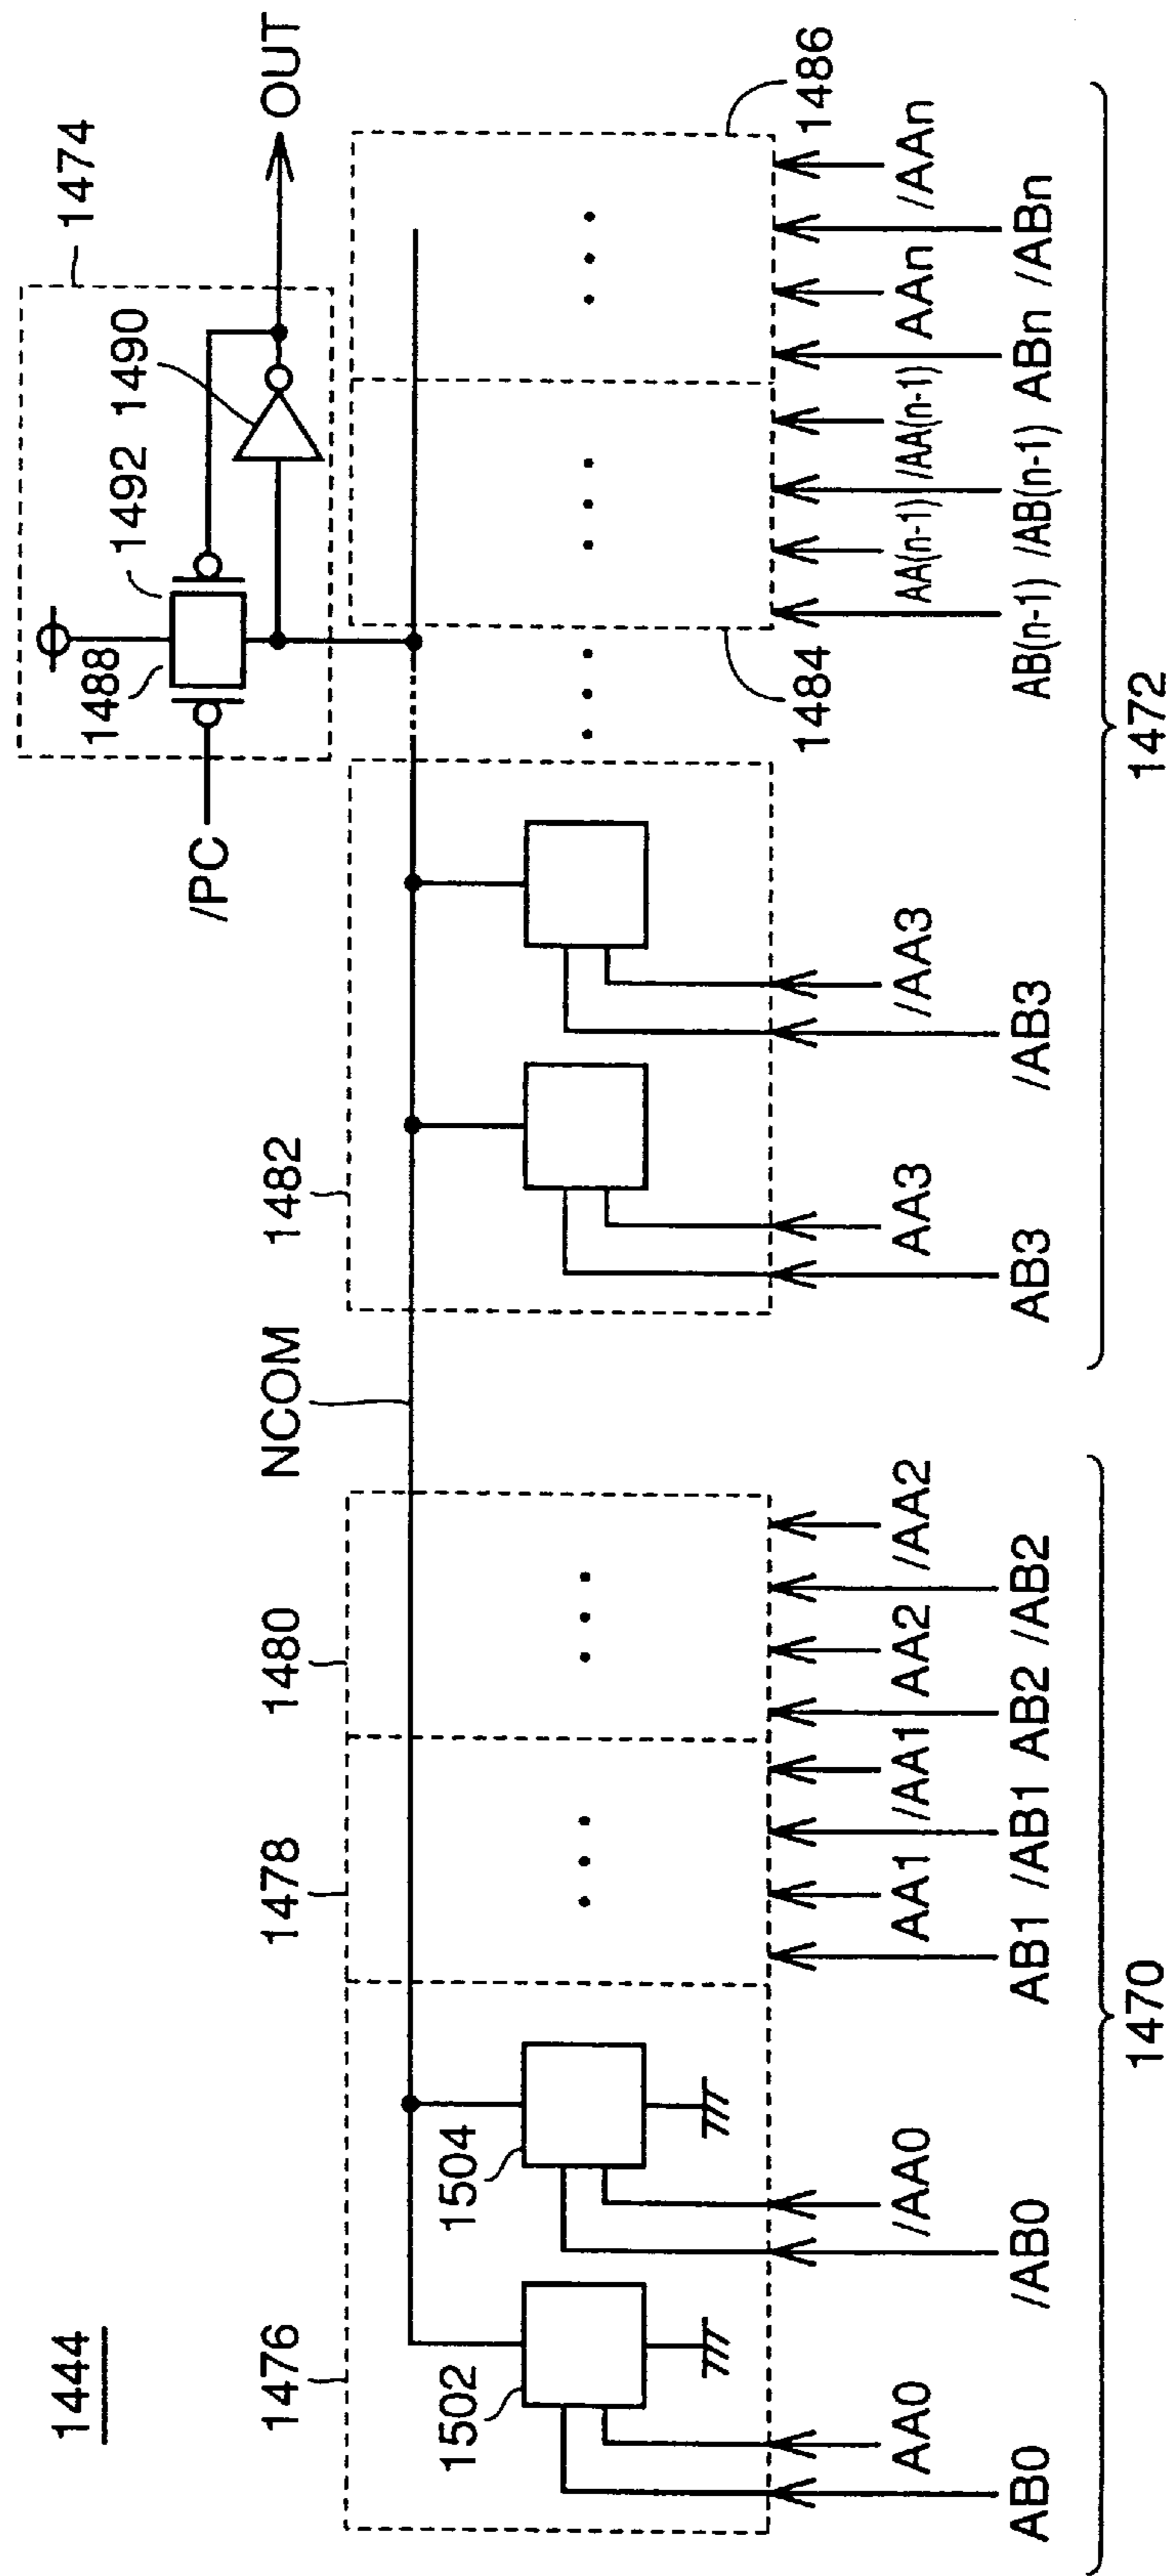 1444
1474
1492 1490
1488
/PC
OUT
NCOM
1476
1478
1480
1482
1484
1486
1502
1504
AA0 /AA0 AA1 /AA1 AA2 /AA2 AA3 /AA3 AA(n-1) /AA(n-1) AAn /AAn
AB0 /AB0 AB1 /AB1 AB2 /AB2 AB3 /AB3 AB(n-1) /AB(n-1) ABn /ABn
1470 1472